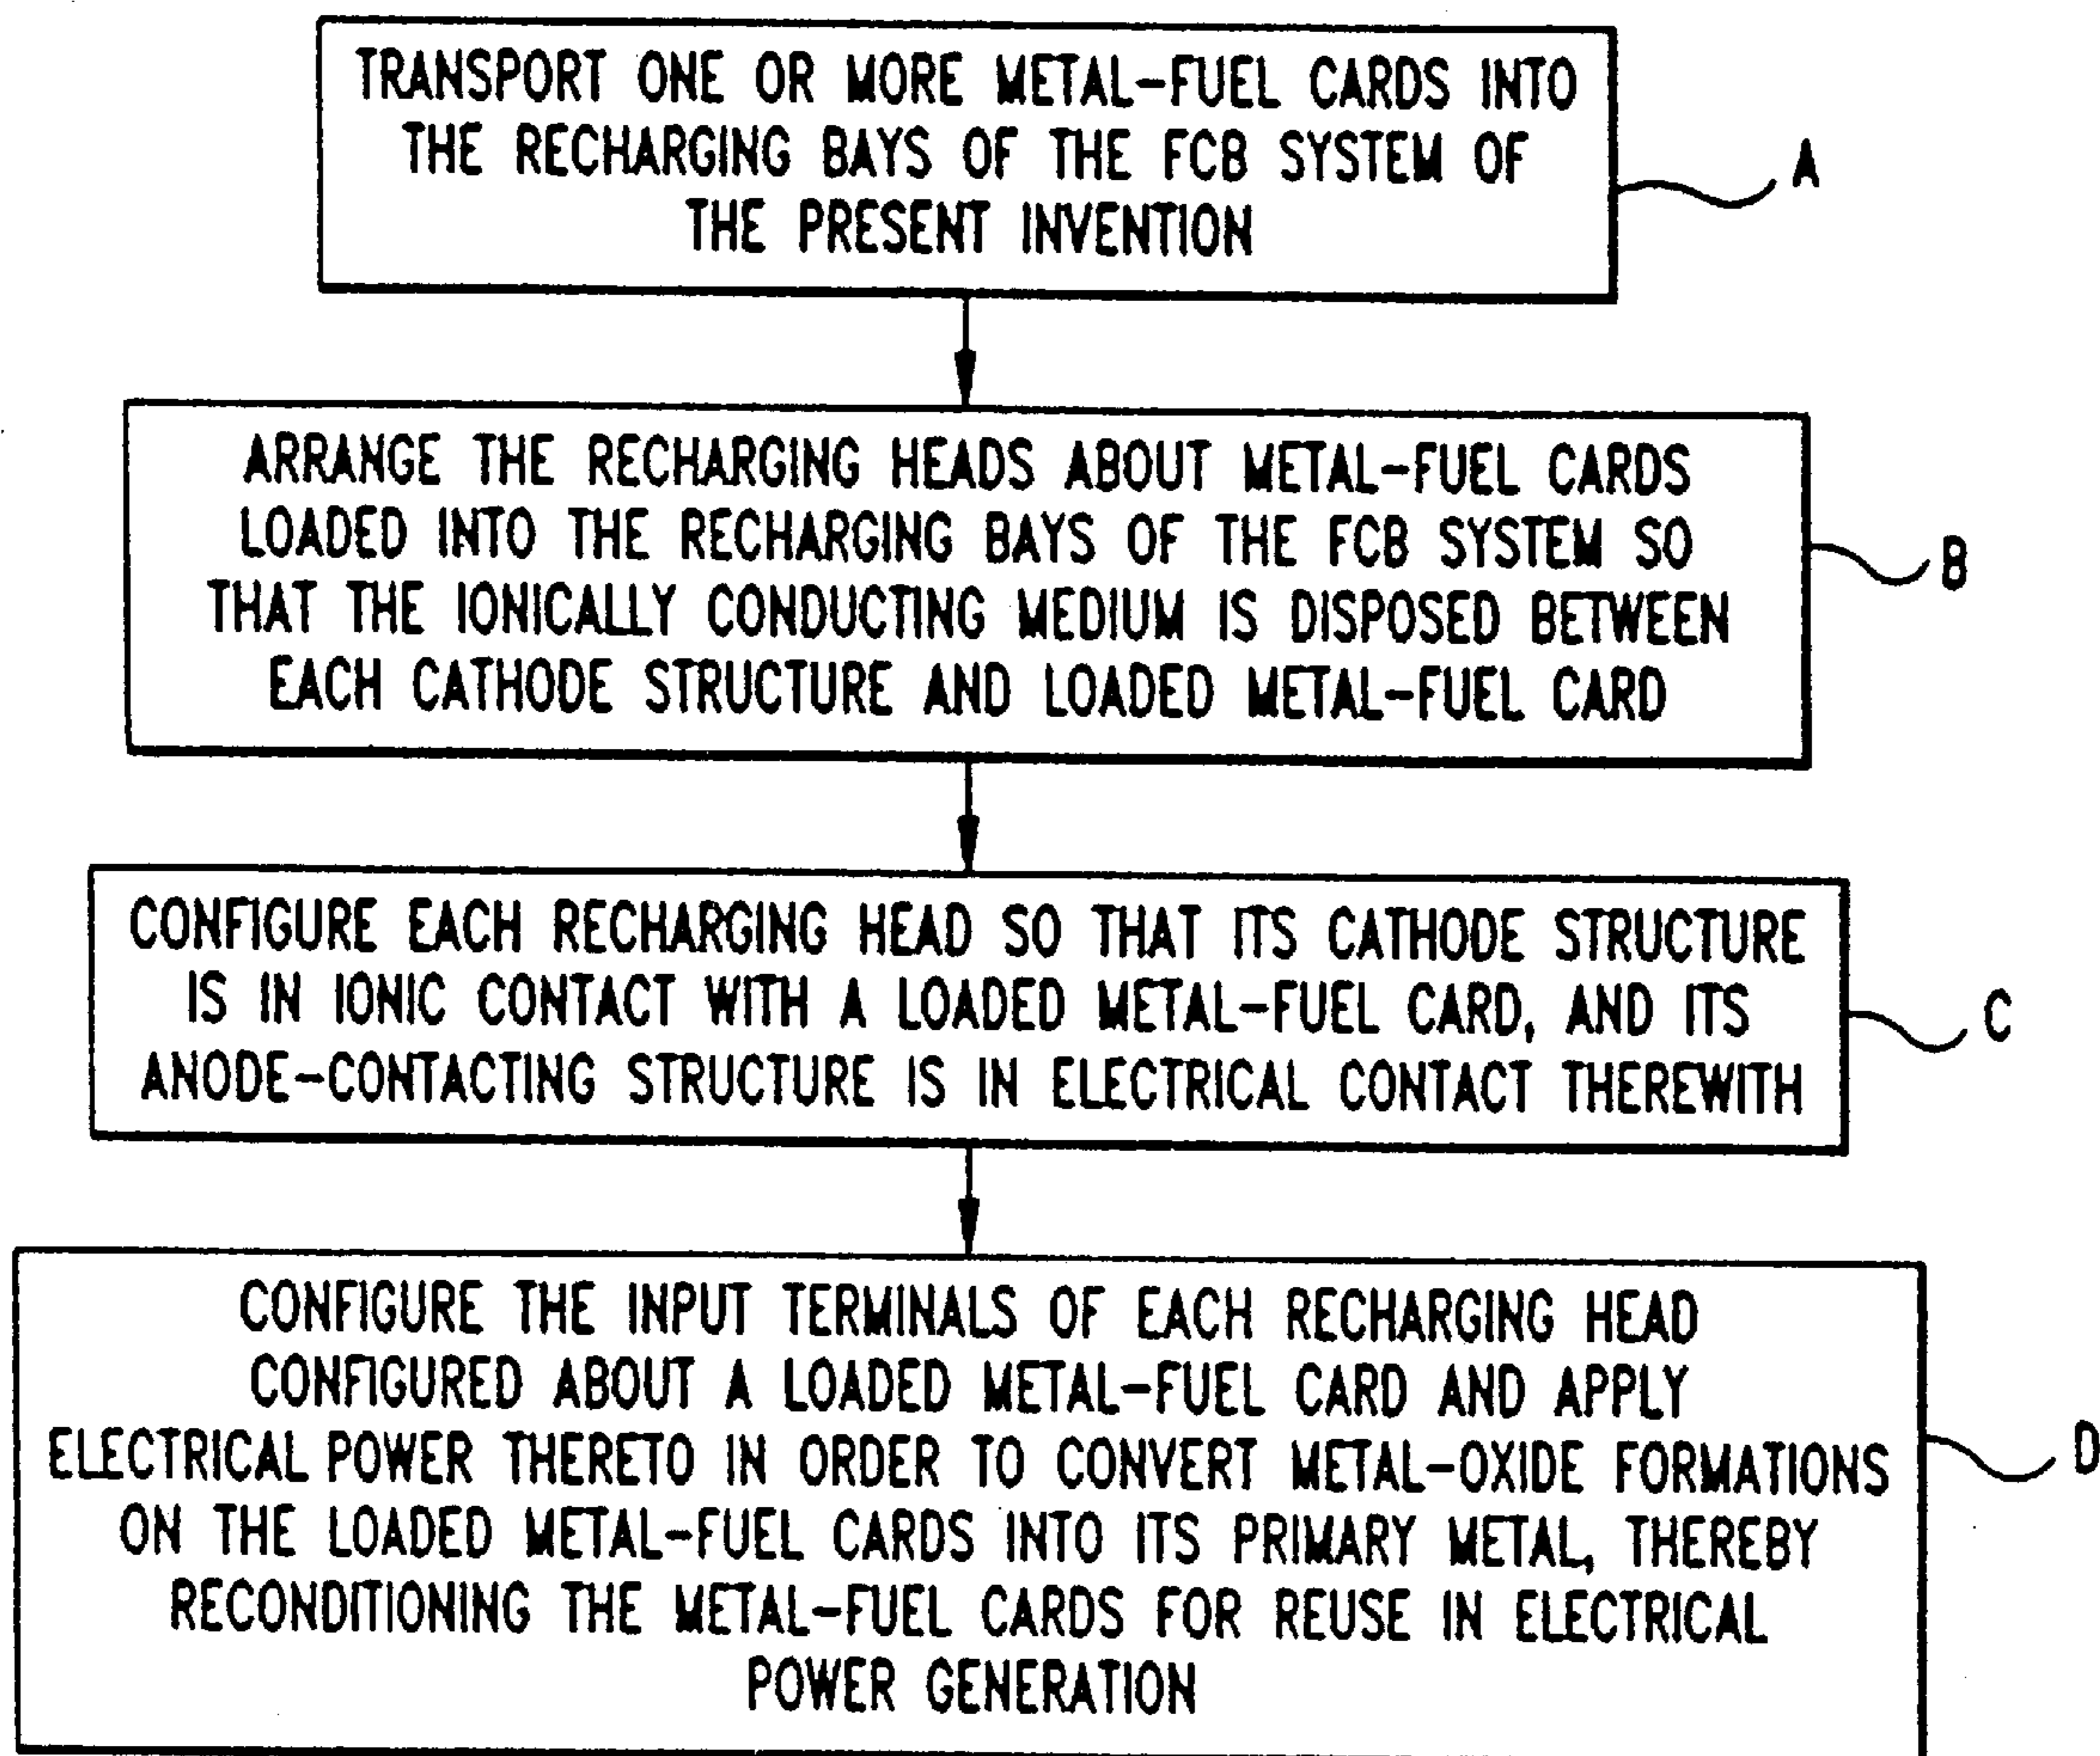 TRANSPORT ONE OR MORE METAL-FUEL CARDS INTO
THE RECHARGING BAYS OF THE FCB SYSTEM OF
THE PRESENT INVENTION
A
ARRANGE THE RECHARGING HEADS ABOUT METAL-FUEL CARDS
LOADED INTO THE RECHARGING BAYS OF THE FCB SYSTEM SO
THAT THE IONICALLY CONDUCTING MEDIUM IS DISPOSED BETWEEN
EACH CATHODE STRUCTURE AND LOADED METAL-FUEL CARD
B
CONFIGURE EACH RECHARGING HEAD SO THAT ITS CATHODE STRUCTURE
IS IN IONIC CONTACT WITH A LOADED METAL-FUEL CARD, AND ITS
ANODE-CONTACTING STRUCTURE IS IN ELECTRICAL CONTACT THEREWITH
C
CONFIGURE THE INPUT TERMINALS OF EACH RECHARGING HEAD
CONFIGURED ABOUT A LOADED METAL-FUEL CARD AND APPLY
ELECTRICAL POWER THERETO IN ORDER TO CONVERT METAL-OXIDE FORMATIONS
ON THE LOADED METAL-FUEL CARDS INTO ITS PRIMARY METAL, THEREBY
RECONDITIONING THE METAL-FUEL CARDS FOR REUSE IN ELECTRICAL
POWER GENERATION
D